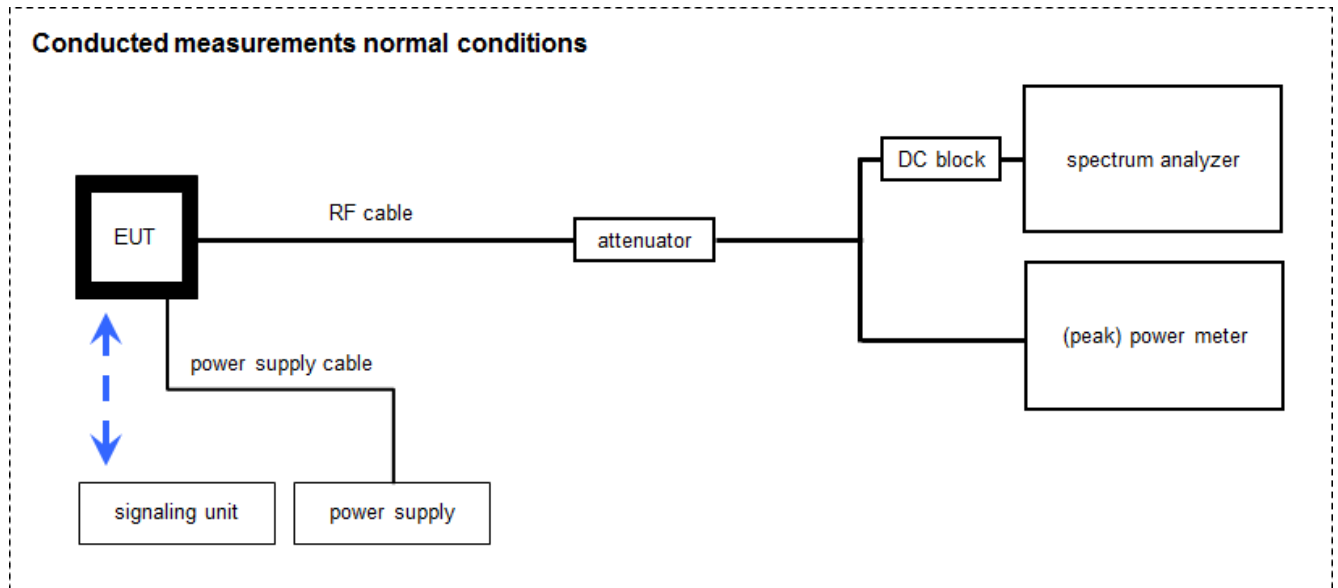 Conducted measurements normal conditions
DC block
spectrum analyzer
RF cable
EUT
attenuator
(peak) power meter
power supply cable
signaling unit
power supply